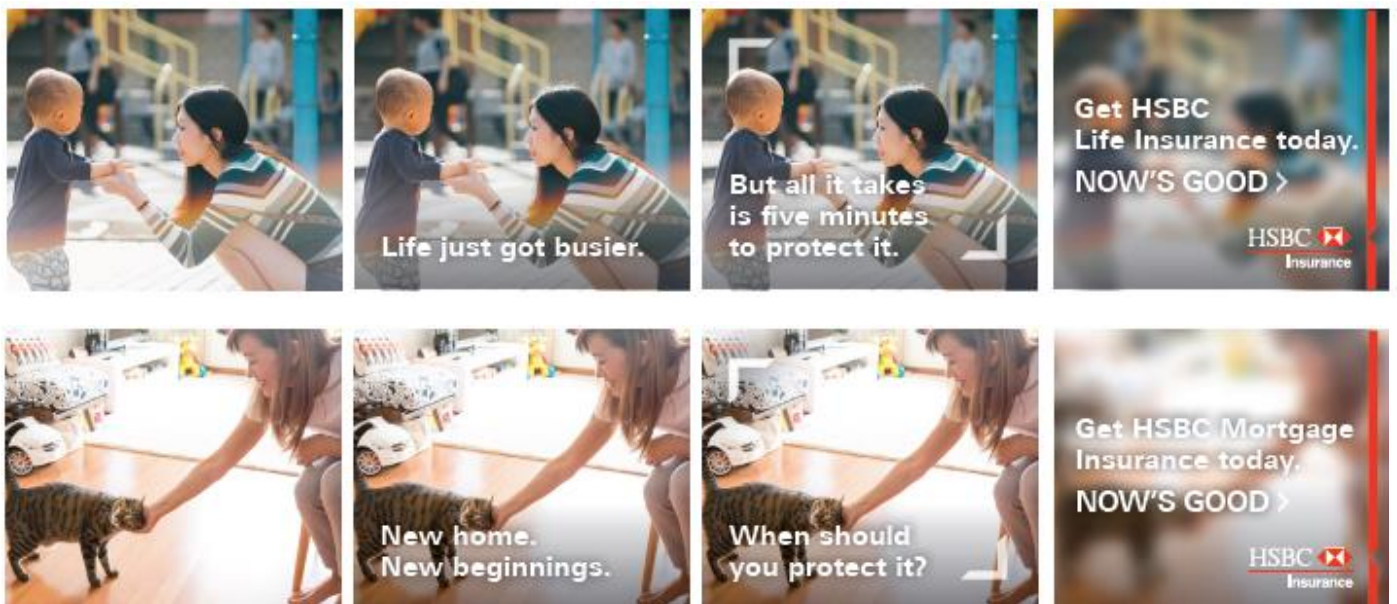 Life just got busier.
But all it takes
is five minutes
to protect it.
Get HSBC
Life Insurance today.
NOW'S GOOD >
HSBC
Insurance
New home.
New beginnings.
When should
you protect it?
Get HSBC Mortgage
Insurance today.
NOW'S GOOD >
HSBC
Insurance